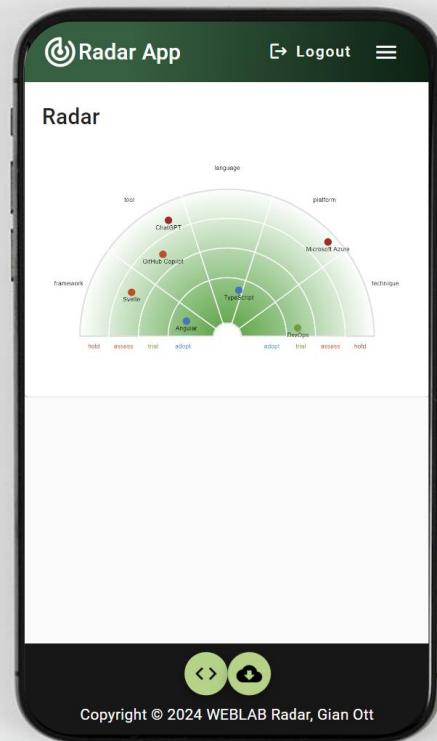 Radar App
Logout
Radar
language
tool
platform
ChatGPT
Microsoft Azure
GitHub Copilot
framework
technique
Svelte
TypeScript
Angular
DevOps
hold assess trial adopt adopt trial assess hold
Copyright © 2024 WEBLAB Radar, Gian Ott